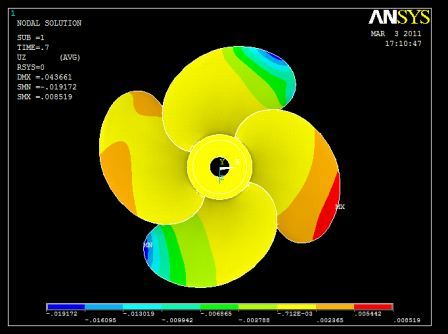 1
NODAL SOLUTION
SUB =1
TIME=.7
UZ (AVG)
RSYS=0
DMX =.043661
SMN =-.019172
SMX =.008519
ANSYS
MAR 3 2011
17:10:47
MX
MN
-.019172 -.013019 -.006865 -.712E-03 .005442
-.016095 -.009942 -.003788 .002365 .008519